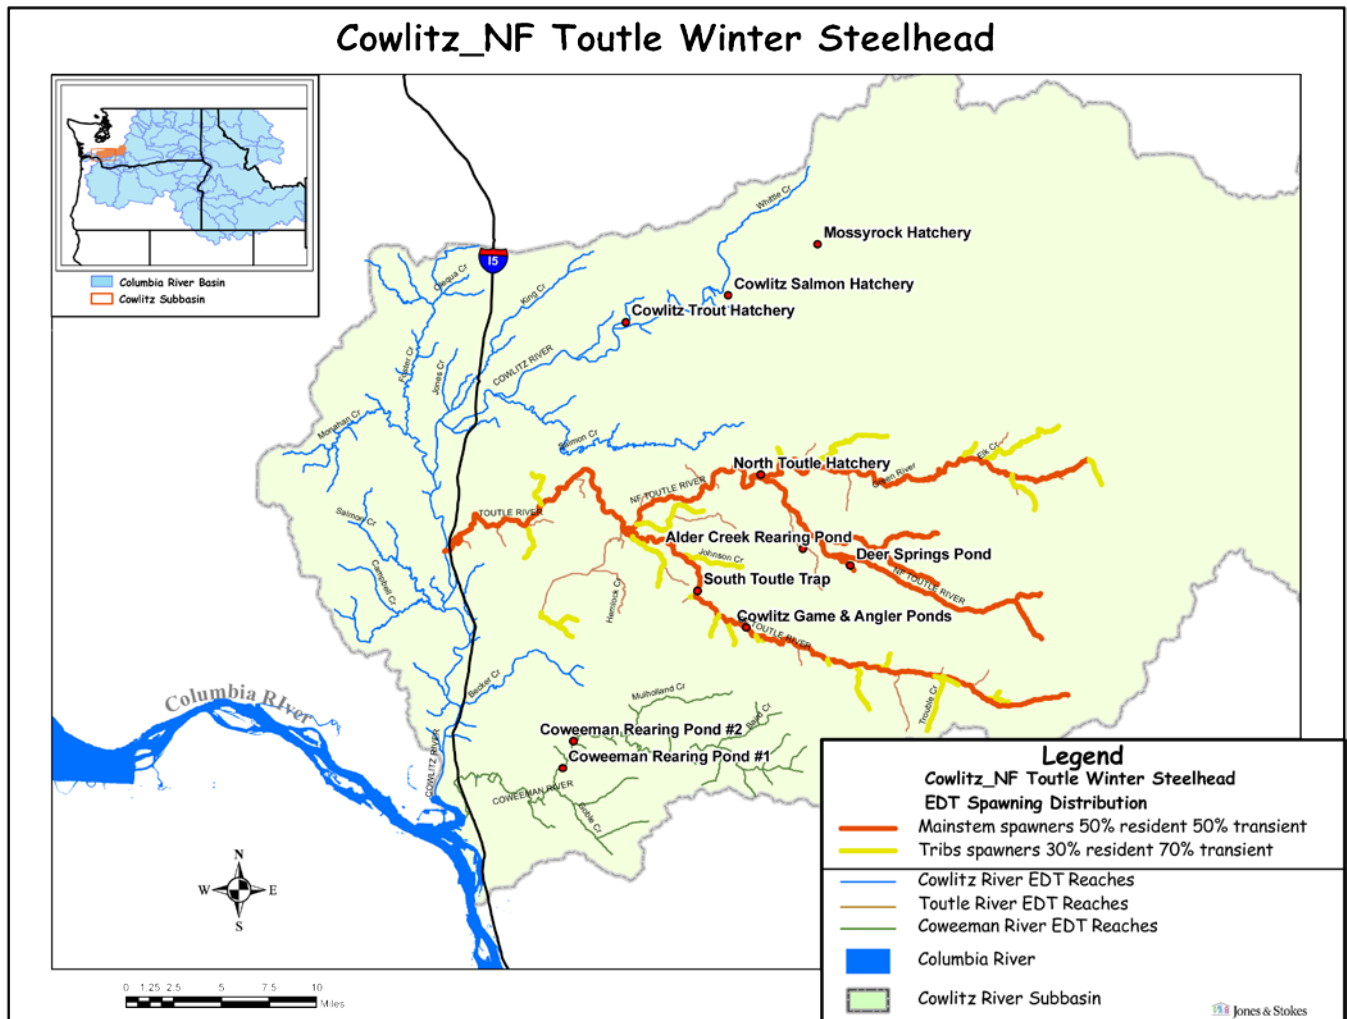 Cowlitz_NF Toutle Winter Steelhead
Columbia River Basin
Cowlitz Subbasin
15
Whittle Cr
Mossyrock Hatchery
Olequa Cr
King Cr
Cowlitz Salmon Hatchery
Cowlitz Trout Hatchery
Foster Cr
Jones Cr
COWLITZ RIVER
Monahan Cr
Salmon Cr
Elk Cr
North Toutle Hatchery
Green River
NF TOUTLE RIVER
TOUTLE RIVER
Salmon Cr
Alder Creek Rearing Pond
Johnson Cr
Deer Springs Pond
NF TOUTLE RIVER
Campbell Cr
South Toutle Trap
Hemlock Cr
Cowlitz Game & Angler Ponds
TOUTLE RIVER
Becker Cr
Trouble Cr
Columbia River
Mulholland Cr
Baird Cr
Coweeman Rearing Pond #2
Coweeman Rearing Pond #1
COWLITZ RIVER
COWEEMAN RIVER
Goble Cr
N
W E
S
0 1.25 2.5 5 7.5 10
Miles
Legend
Cowlitz_NF Toutle Winter Steelhead
EDT Spawning Distribution
Mainstem spawners 50% resident 50% transient
Tribs spawners 30% resident 70% transient
Cowlitz River EDT Reaches
Toutle River EDT Reaches
Coweeman River EDT Reaches
Columbia River
Cowlitz River Subbasin
Jones & Stokes